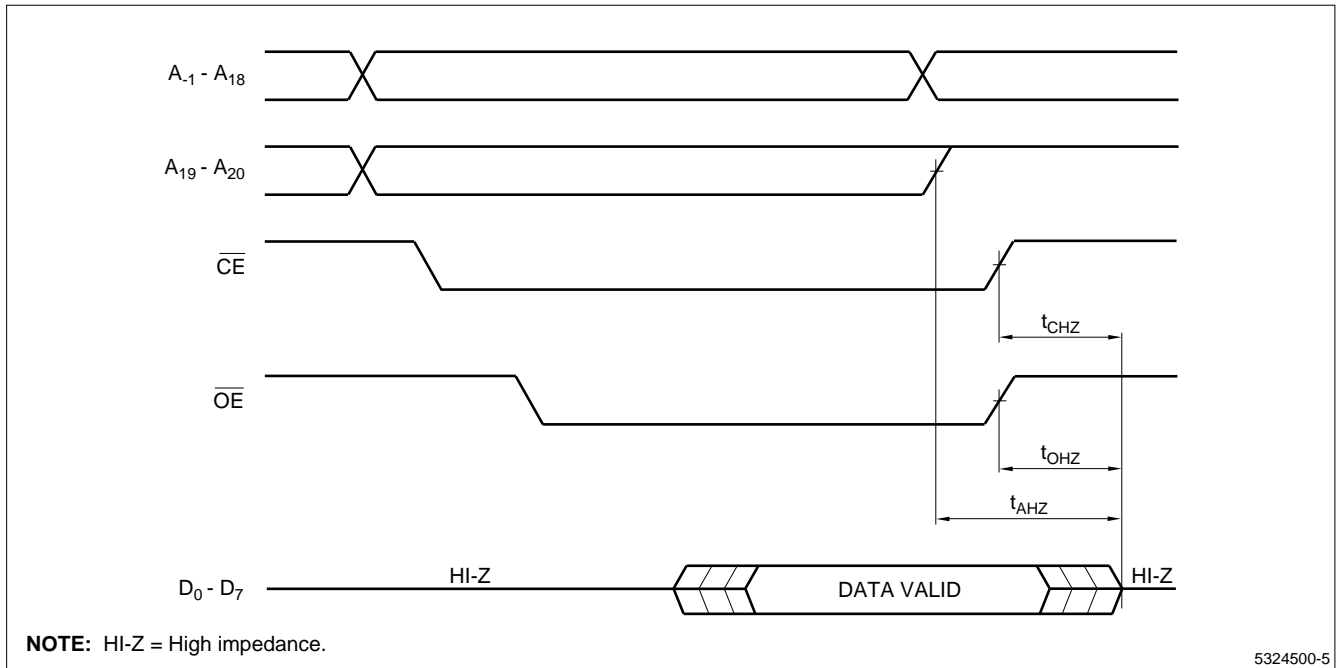 A-1 - A18
A19 - A20
CE
tCHZ
OE
tOHZ
tAHZ
D0 - D7
HI-Z
DATA VALID
HI-Z
NOTE: HI-Z = High impedance.
5324500-5